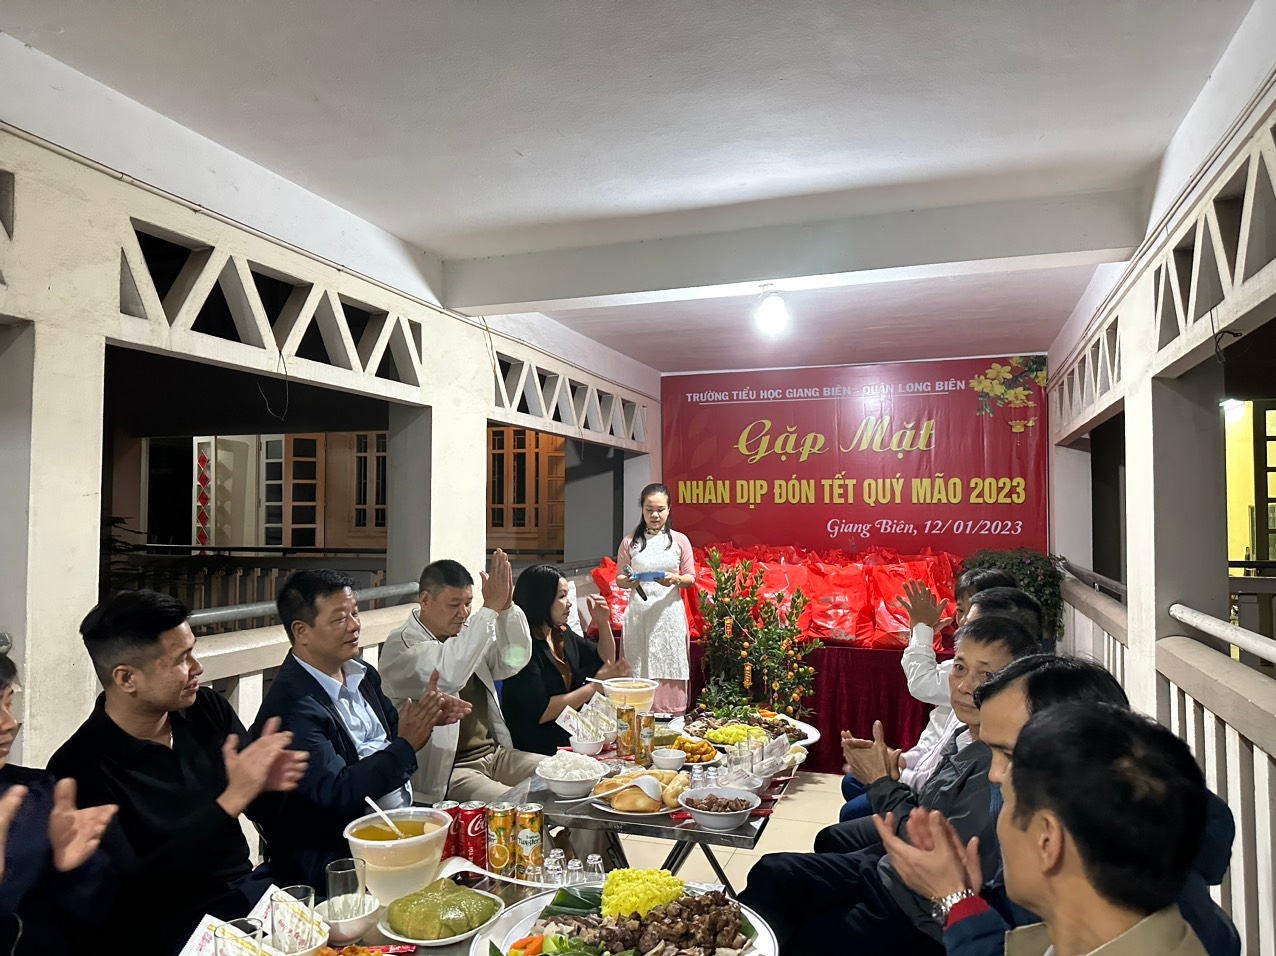 TRƯỜNG TIỂU HỌC GIANG BIÊN - QUẬN LONG BIÊN
Gặp Mặt
NHÂN DỊP ĐÓN TẾT QUÝ MÃO 2023
Giang Biên, 12/01/2023